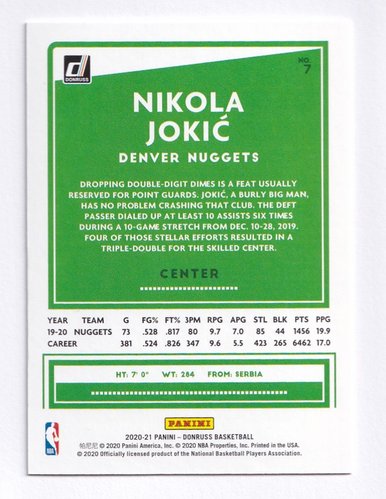 DONRUSS
NO.
7
NIKOLA
JOKIĆ
DENVER NUGGETS
DROPPING DOUBLE-DIGIT DIMES IS A FEAT USUALLY
RESERVED FOR POINT GUARDS. JOKIĆ, A BURLY BIG MAN,
HAS NO PROBLEM CRASHING THAT CLUB. THE DEFT
PASSER DIALED UP AT LEAST 10 ASSISTS SIX TIMES
DURING A 10-GAME STRETCH FROM DEC. 10-28, 2019.
FOUR OF THOSE STELLAR EFFORTS RESULTED IN A
TRIPLE-DOUBLE FOR THE SKILLED CENTER.
CENTER
YEAR TEAM G FG% FT% 3PM RPG APG STL BLK PTS PPG
19-20 NUGGETS 73 .528 .817 80 9.7 7.0 85 44 1456 19.9
CAREER 381 .524 .826 347 9.6 5.5 423 265 6462 17.0
HT: 7' 0" WT: 284 FROM: SERBIA
PANINI
2020-21 PANINI - DONRUSS BASKETBALL
帕尼尼 © 2020 Panini America, Inc. © 2020 NBA Properties, Inc. Printed in the USA.
© 2020 Officially licensed product of the National Basketball Players Association.
NBA